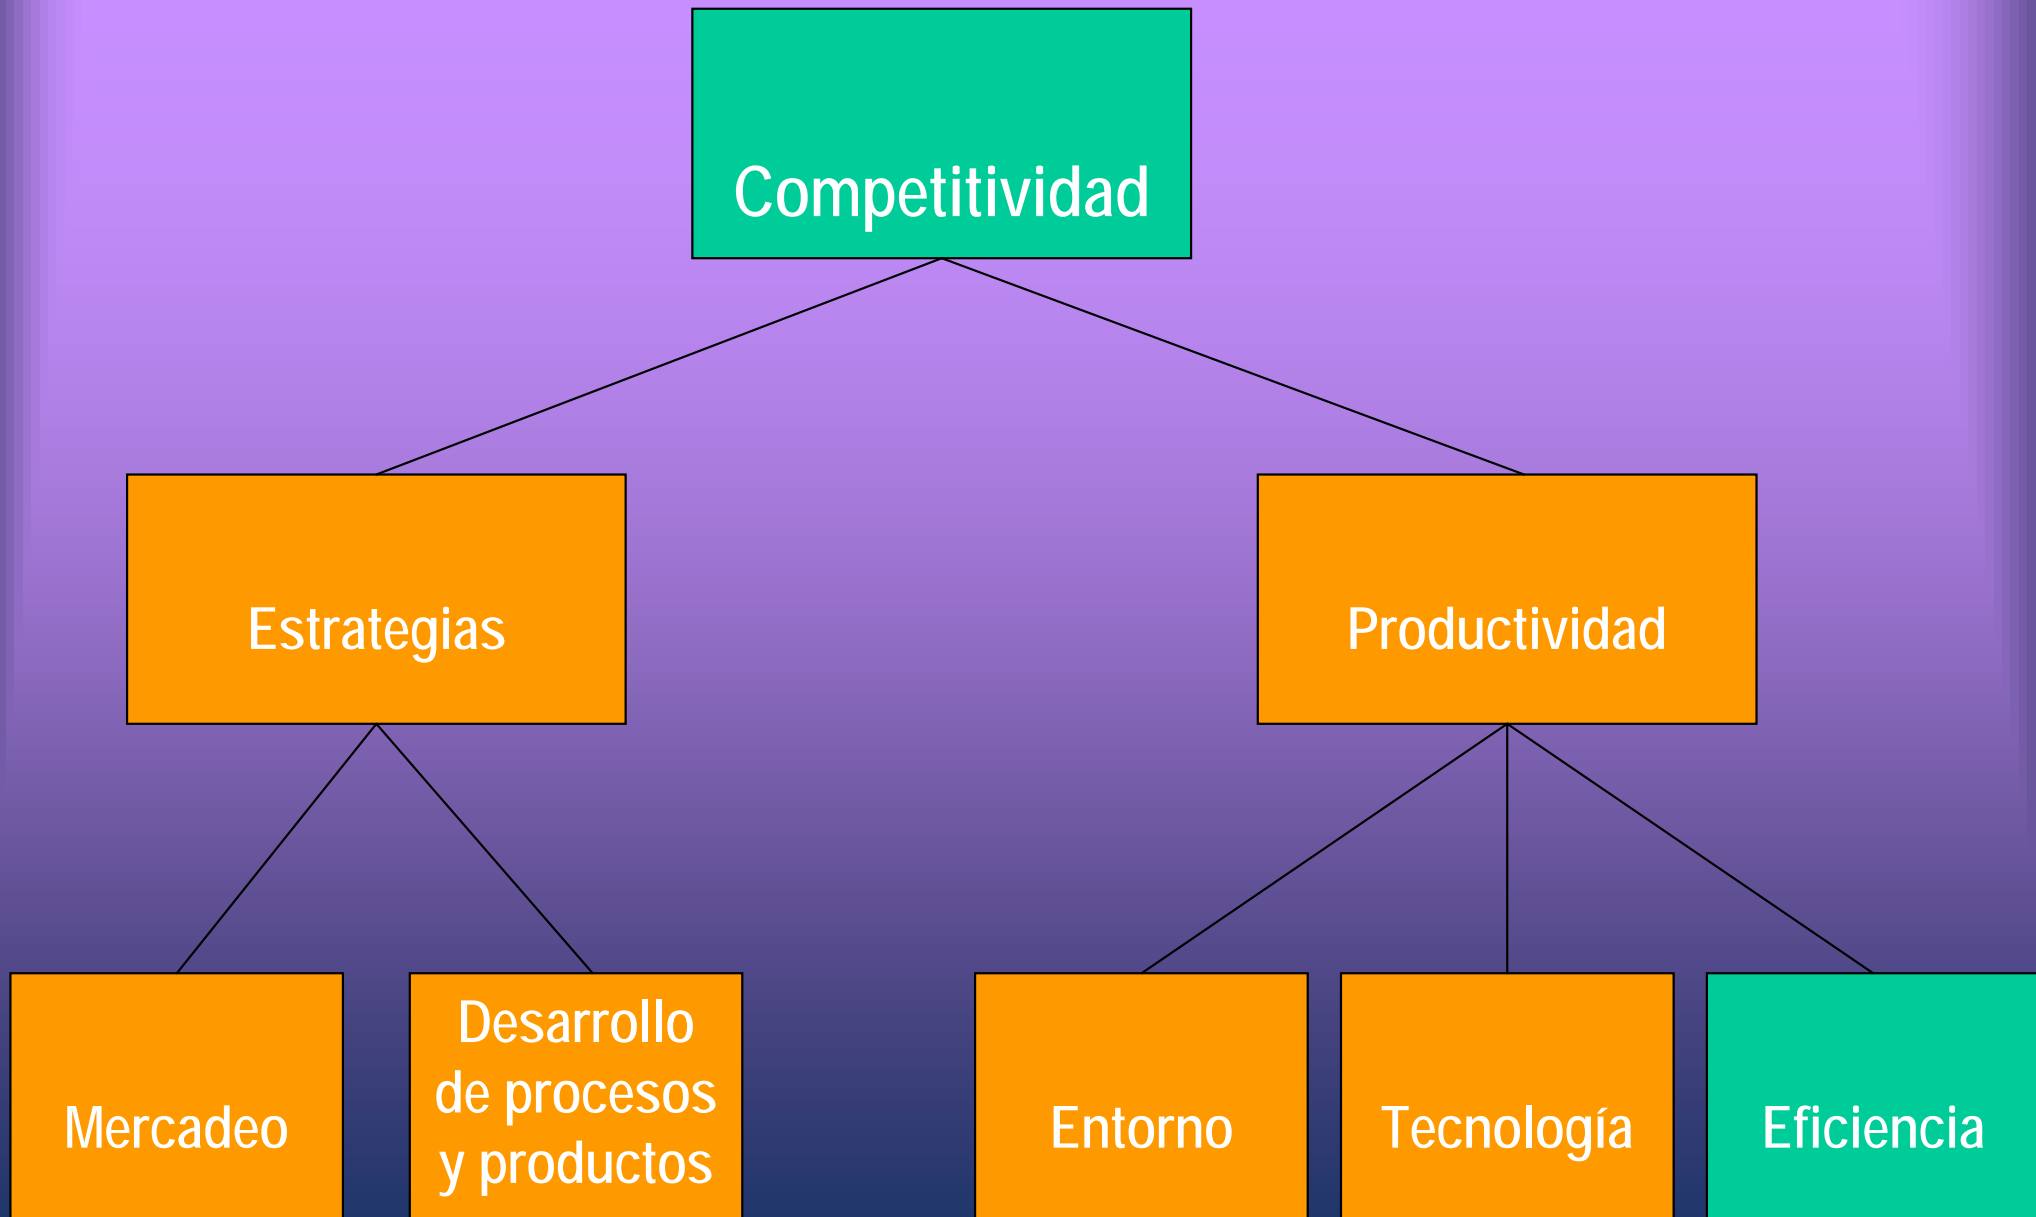 Competitividad
Estrategias
Productividad
Mercadeo
Desarrollo
de procesos
y productos
Entorno
Tecnología
Eficiencia